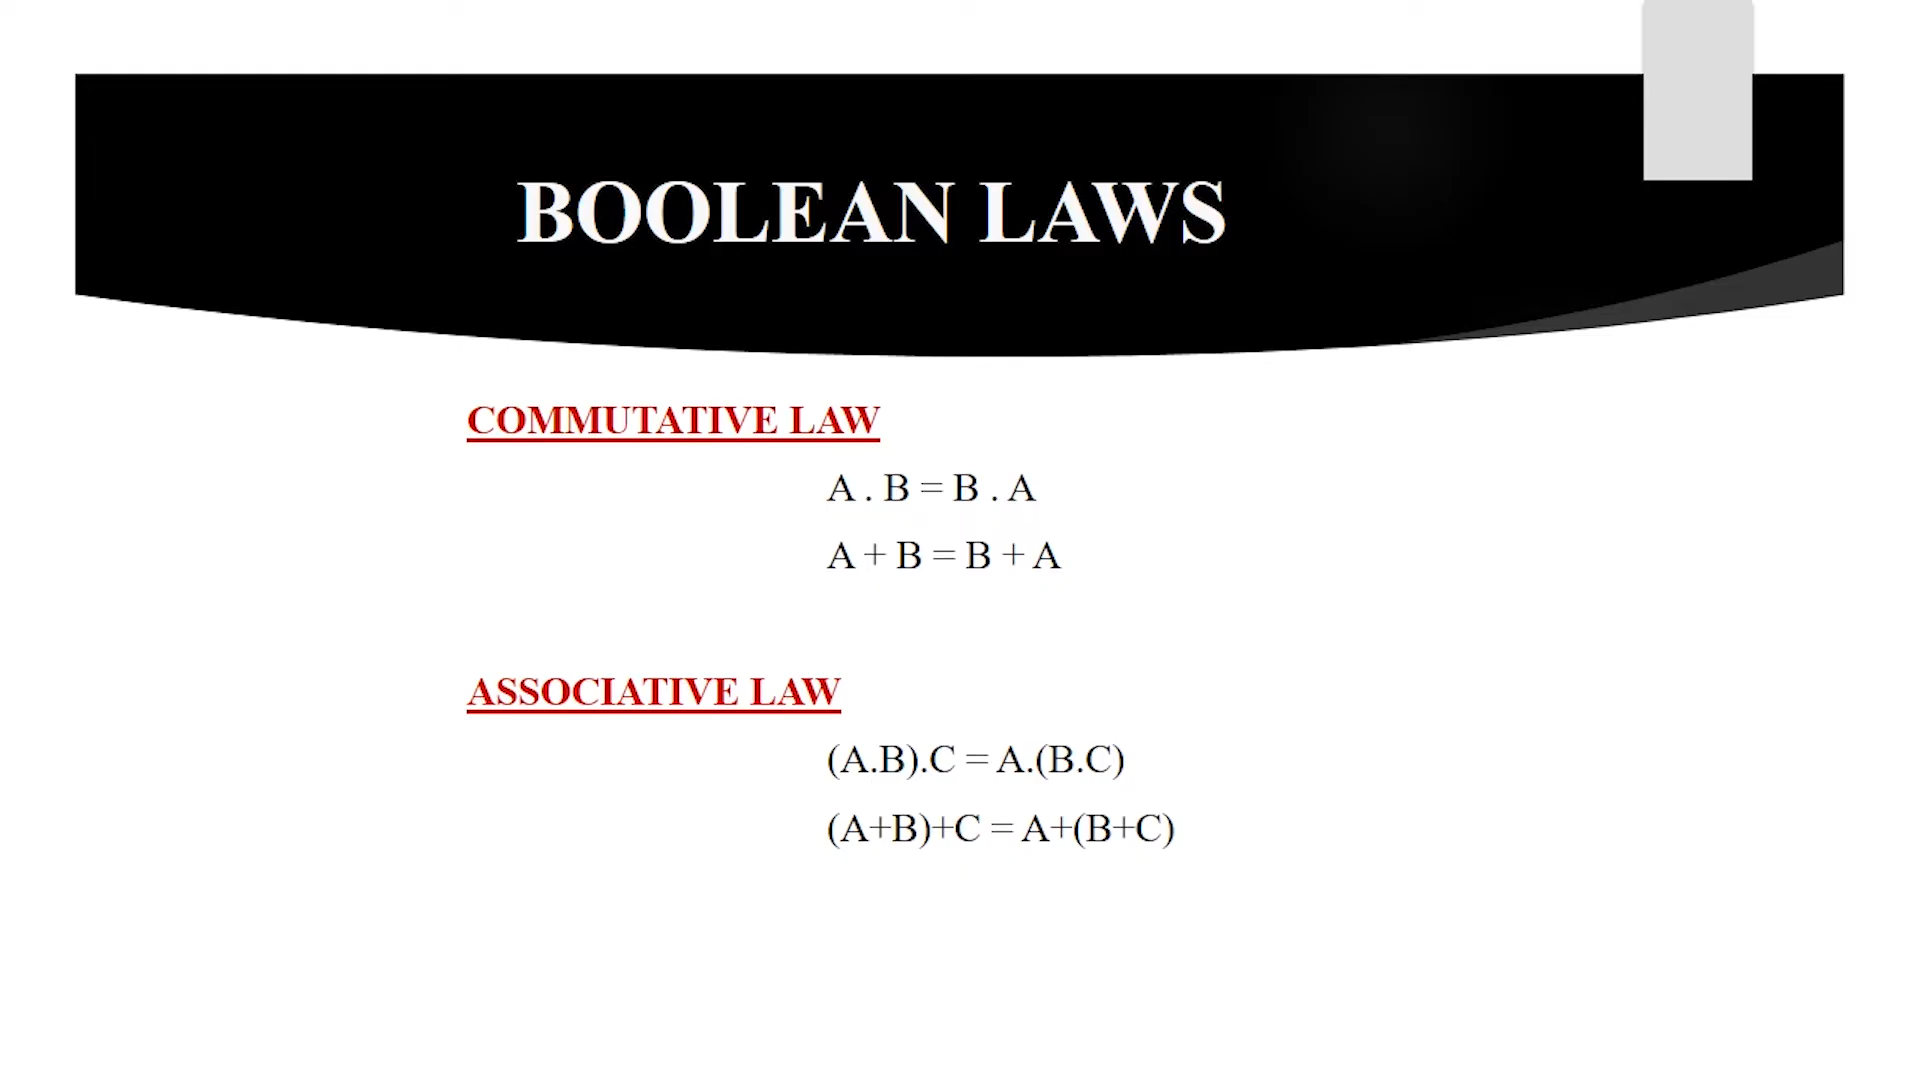 BOOLEAN LAWS
COMMUTATIVE LAW
A . B = B . A
A + B = B + A
ASSOCIATIVE LAW
(A.B).C = A.(B.C)
(A+B)+C = A+(B+C)